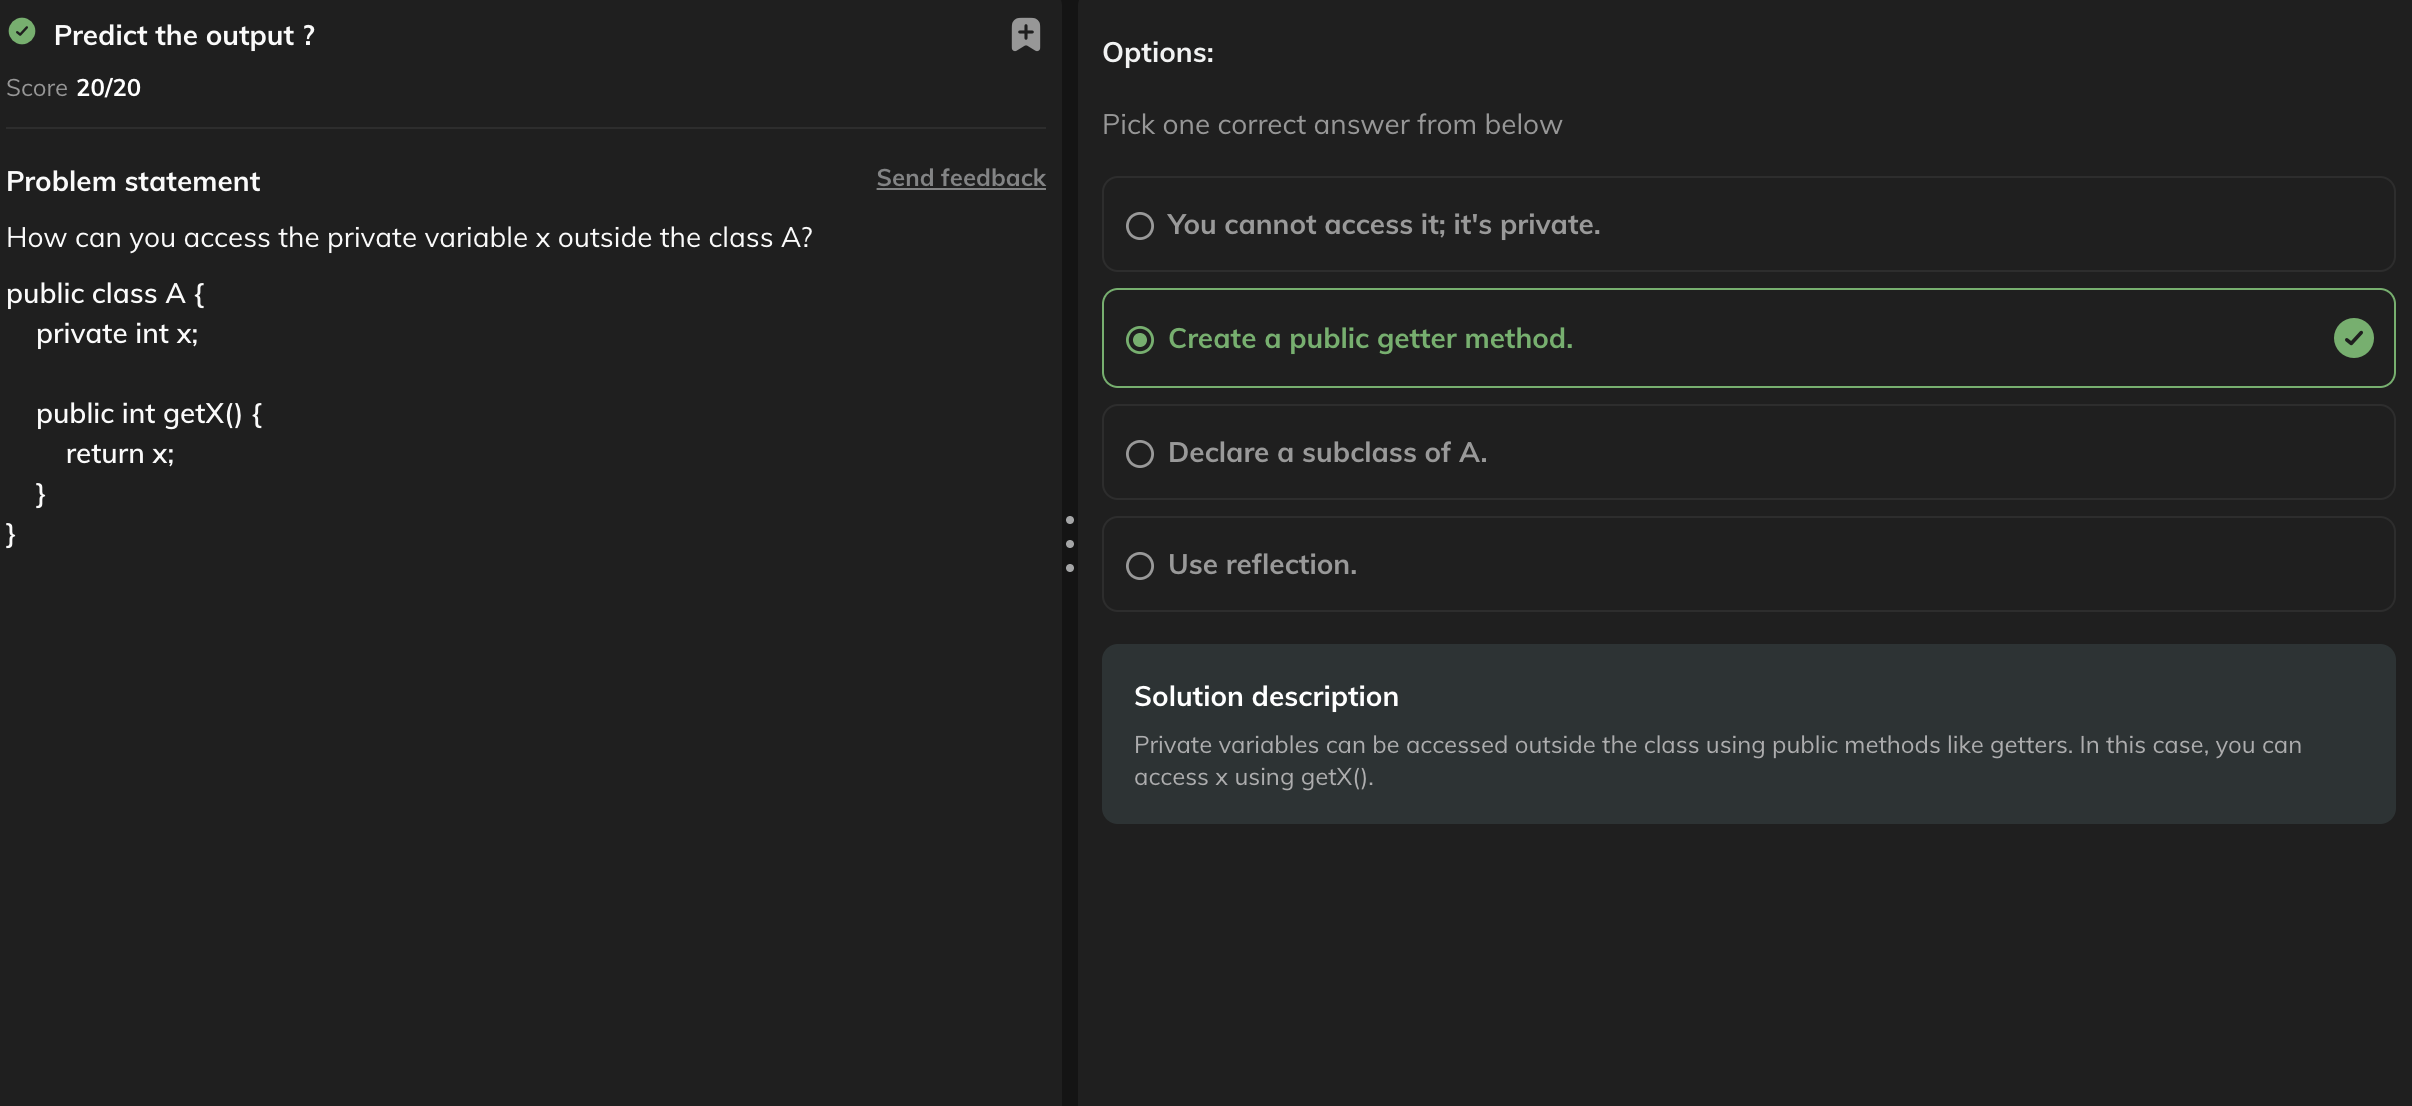 Predict the output ?
Score 20/20
Problem statement
Send feedback
How can you access the private variable x outside the class A?
public class A {
    private int x;

    public int getX() {
        return x;
    }
}
Options:
Pick one correct answer from below
You cannot access it; it's private.
Create a public getter method.
Declare a subclass of A.
Use reflection.
Solution description
Private variables can be accessed outside the class using public methods like getters. In this case, you can
access x using getX().